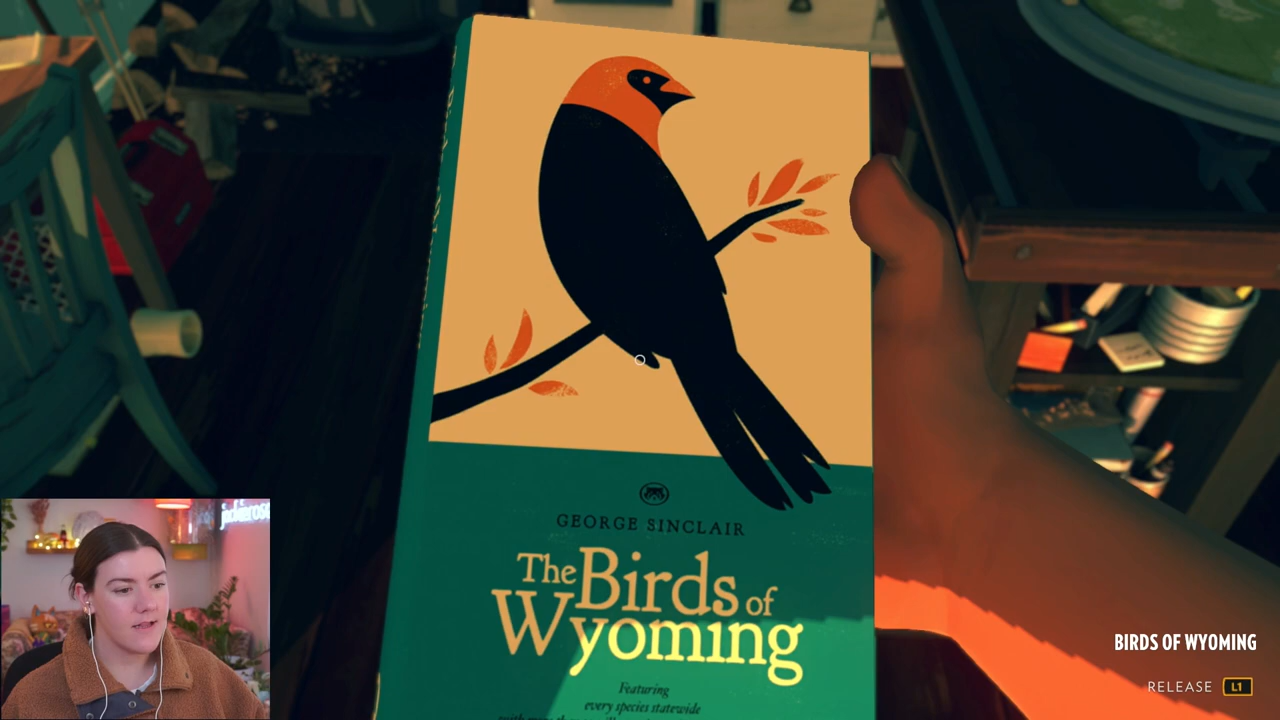 GEORGE SINCLAIR
The Birds of
Wyoming
Featuring
every species statewide
BIRDS OF WYOMING
RELEASE L1